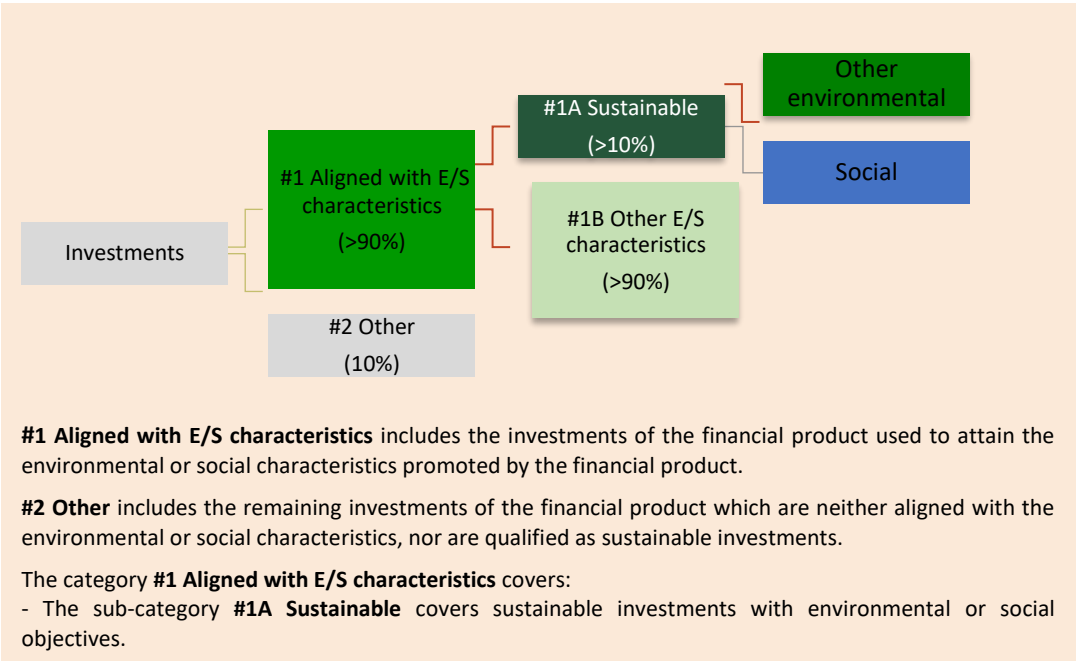 Investments
#1 Aligned with E/S
characteristics
(>90%)
#2 Other
(10%)
#1A Sustainable
(>10%)
#1B Other E/S
characteristics
(>90%)
Other
environmental
Social
#1 Aligned with E/S characteristics includes the investments of the financial product used to attain the
environmental or social characteristics promoted by the financial product.
#2 Other includes the remaining investments of the financial product which are neither aligned with the
environmental or social characteristics, nor are qualified as sustainable investments.
The category #1 Aligned with E/S characteristics covers:
- The sub-category #1A Sustainable covers sustainable investments with environmental or social
objectives.